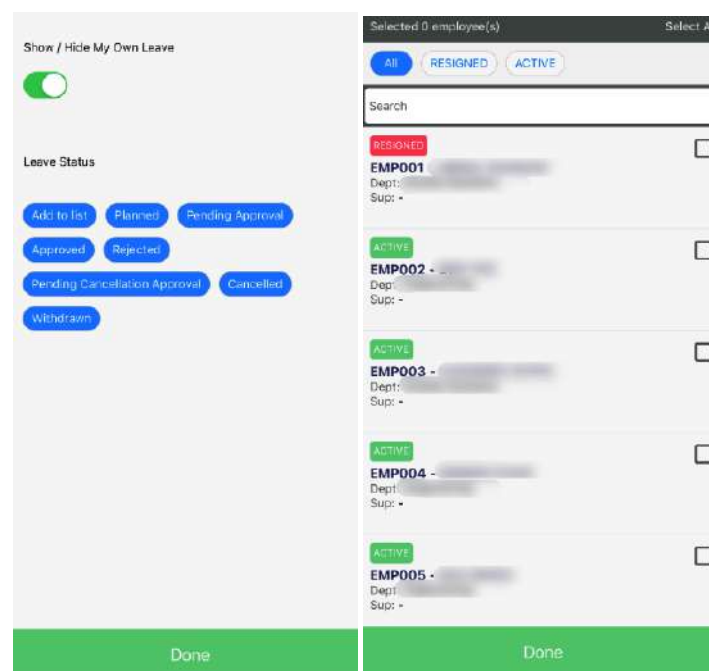 Show / Hide My Own Leave
Leave Status
Add to list Planned Pending Approval
Approved Rejected
Pending Cancellation Approval Cancelled
Withdrawn
Done
Selected 0 employee(s) Select A
All RESIGNED ACTIVE
Search
RESIGNED
EMP001
Dept:
Sup: -
ACTIVE
EMP002 -
Dep
Sup: -
ACTIVE
EMP003 -
Dept:
Sup: -
ACTIVE
EMP004 -
Dept
Sup: -
ACTIVE
EMP005 -
Dept
Sup: -
Done